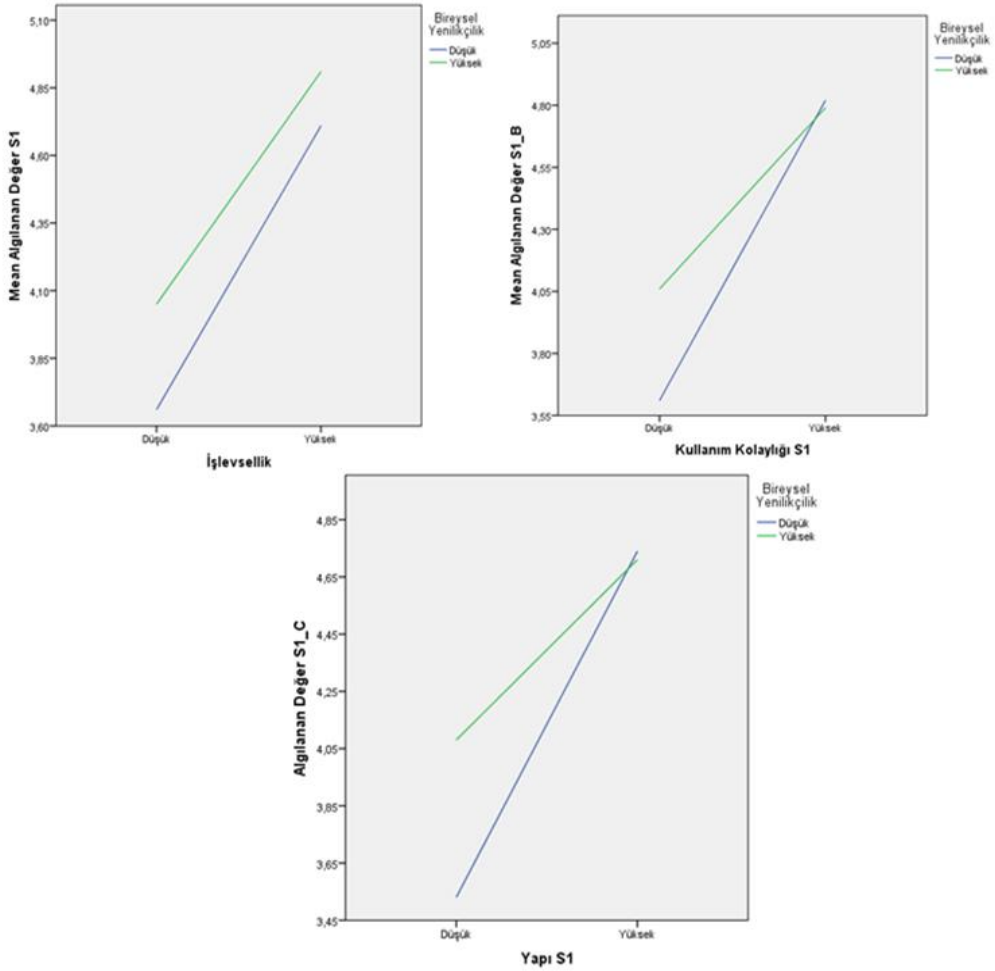 Mean Algılanan Değer S1
5,10
4,85
4,60
4,35
4,10
3,85
3,60
Düşük
Yüksek
İşlevsellik
Bireysel
Yenilikçilik
Düşük
Yüksek
Mean Algılanan Değer S1_B
5,05
4,80
4,55
4,30
4,05
3,80
3,55
Düşük
Yüksek
Kullanım Kolaylığı S1
Bireysel
Yenilikçilik
Düşük
Yüksek
Algılanan Değer S1_C
4,85
4,65
4,45
4,25
4,05
3,85
3,65
3,45
Düşük
Yüksek
Yapı S1
Bireysel
Yenilikçilik
Düşük
Yüksek